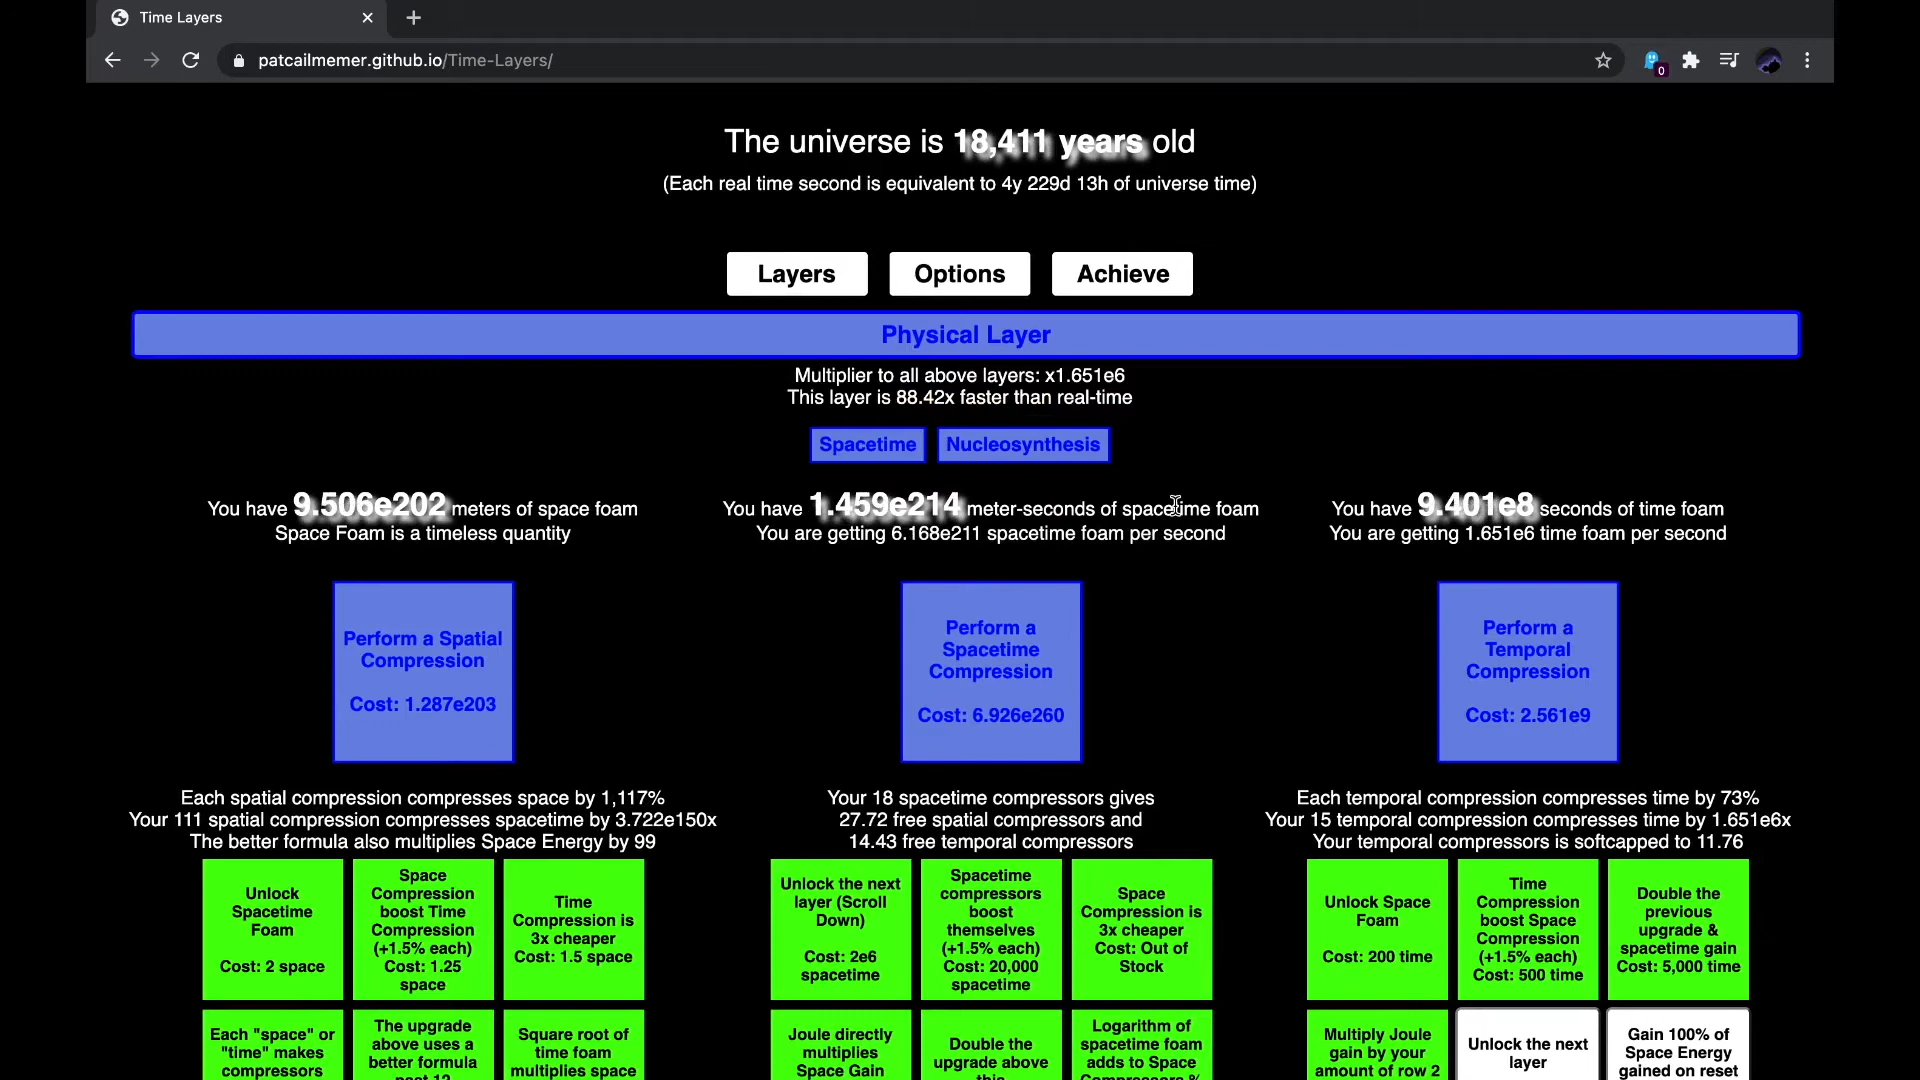 Time Layers
patcailmemer.github.io/Time-Layers/
0
The universe is 18,411 years old
(Each real time second is equivalent to 4y 229d 13h of universe time)
Layers
Options
Achieve
Physical Layer
Multiplier to all above layers: x1.651e6
This layer is 88.42x faster than real-time
Spacetime
Nucleosynthesis
You have 9.506e202 meters of space foam
Space Foam is a timeless quantity
Perform a Spatial
Compression
Cost: 1.287e203
Each spatial compression compresses space by 1,117%
Your 111 spatial compression compresses spacetime by 3.722e150x
The better formula also multiplies Space Energy by 99
Unlock
Spacetime
Foam
Cost: 2 space
Space
Compression
boost Time
Compression
(+1.5% each)
Cost: 1.25
space
Time
Compression is
3x cheaper
Cost: 1.5 space
Each "space" or
"time" makes
compressors
The upgrade
above uses a
better formula
Square root of
time foam
multiplies space
You have 1.459e214 meter-seconds of spacetime foam
You are getting 6.168e211 spacetime foam per second
Perform a
Spacetime
Compression
Cost: 6.926e260
Your 18 spacetime compressors gives
27.72 free spatial compressors and
14.43 free temporal compressors
Unlock the next
layer (Scroll
Down)
Cost: 2e6
spacetime
Spacetime
compressors
boost
themselves
(+1.5% each)
Cost: 20,000
spacetime
Space
Compression is
3x cheaper
Cost: Out of
Stock
Joule directly
multiplies
Space Gain
Double the
upgrade above
Logarithm of
spacetime foam
adds to Space
You have 9.401e8 seconds of time foam
You are getting 1.651e6 time foam per second
Perform a
Temporal
Compression
Cost: 2.561e9
Each temporal compression compresses time by 73%
Your 15 temporal compression compresses time by 1.651e6x
Your temporal compressors is softcapped to 11.76
Unlock Space
Foam
Cost: 200 time
Time
Compression
boost Space
Compression
(+1.5% each)
Cost: 500 time
Double the
previous
upgrade &
spacetime gain
Cost: 5,000 time
Multiply Joule
gain by your
amount of row 2
Unlock the next
layer
Gain 100% of
Space Energy
gained on reset